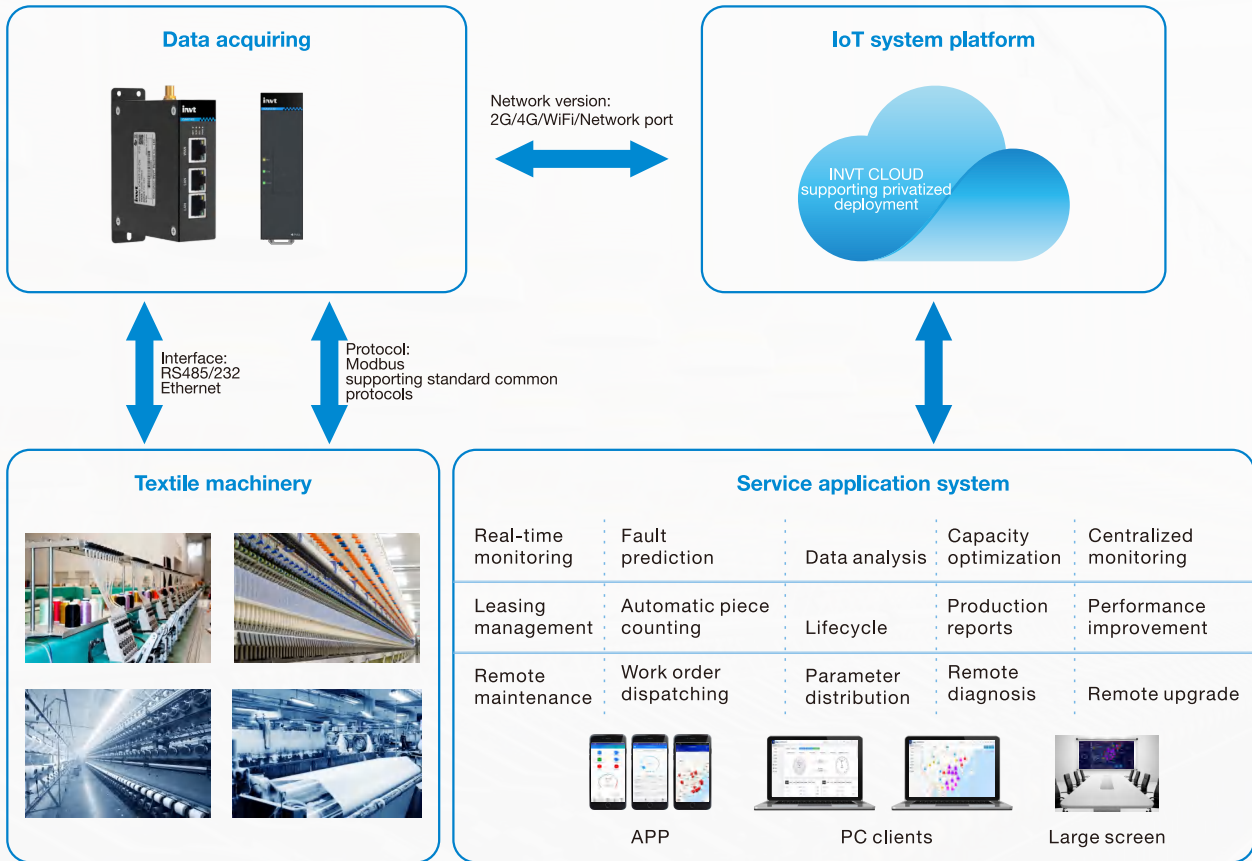 Data acquiring
invt
invt
invt
Network version:
2G/4G/WiFi/Network port
IoT system platform
INVT CLOUD
supporting privatized
deployment
Interface:
RS485/232
Ethernet
Protocol:
Modbus
supporting standard common
protocols
Textile machinery
Service application system
Real-time
monitoring
Fault
prediction
Data analysis
Capacity
optimization
Centralized
monitoring
Leasing
management
Automatic piece
counting
Lifecycle
Production
reports
Performance
improvement
Remote
maintenance
Work order
dispatching
Parameter
distribution
Remote
diagnosis
Remote upgrade
APP
PC clients
Large screen